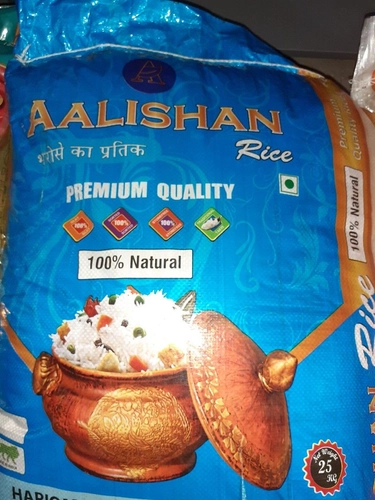 AALISHAN
भरोसे का प्रतिक
Rice
PREMIUM QUALITY
100% 100% 100%
100% Natural
Premium
100% Natural
Rice
Net Weight
25
KG